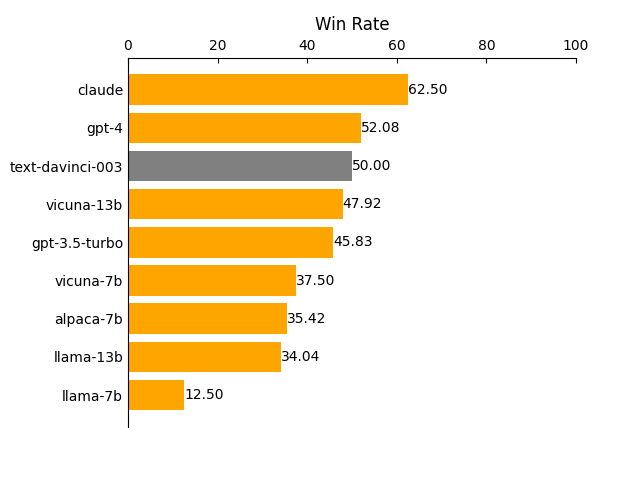 Win Rate
0 20 40 60 80 100
claude 62.50
gpt-4 52.08
text-davinci-003 50.00
vicuna-13b 47.92
gpt-3.5-turbo 45.83
vicuna-7b 37.50
alpaca-7b 35.42
llama-13b 34.04
llama-7b 12.50